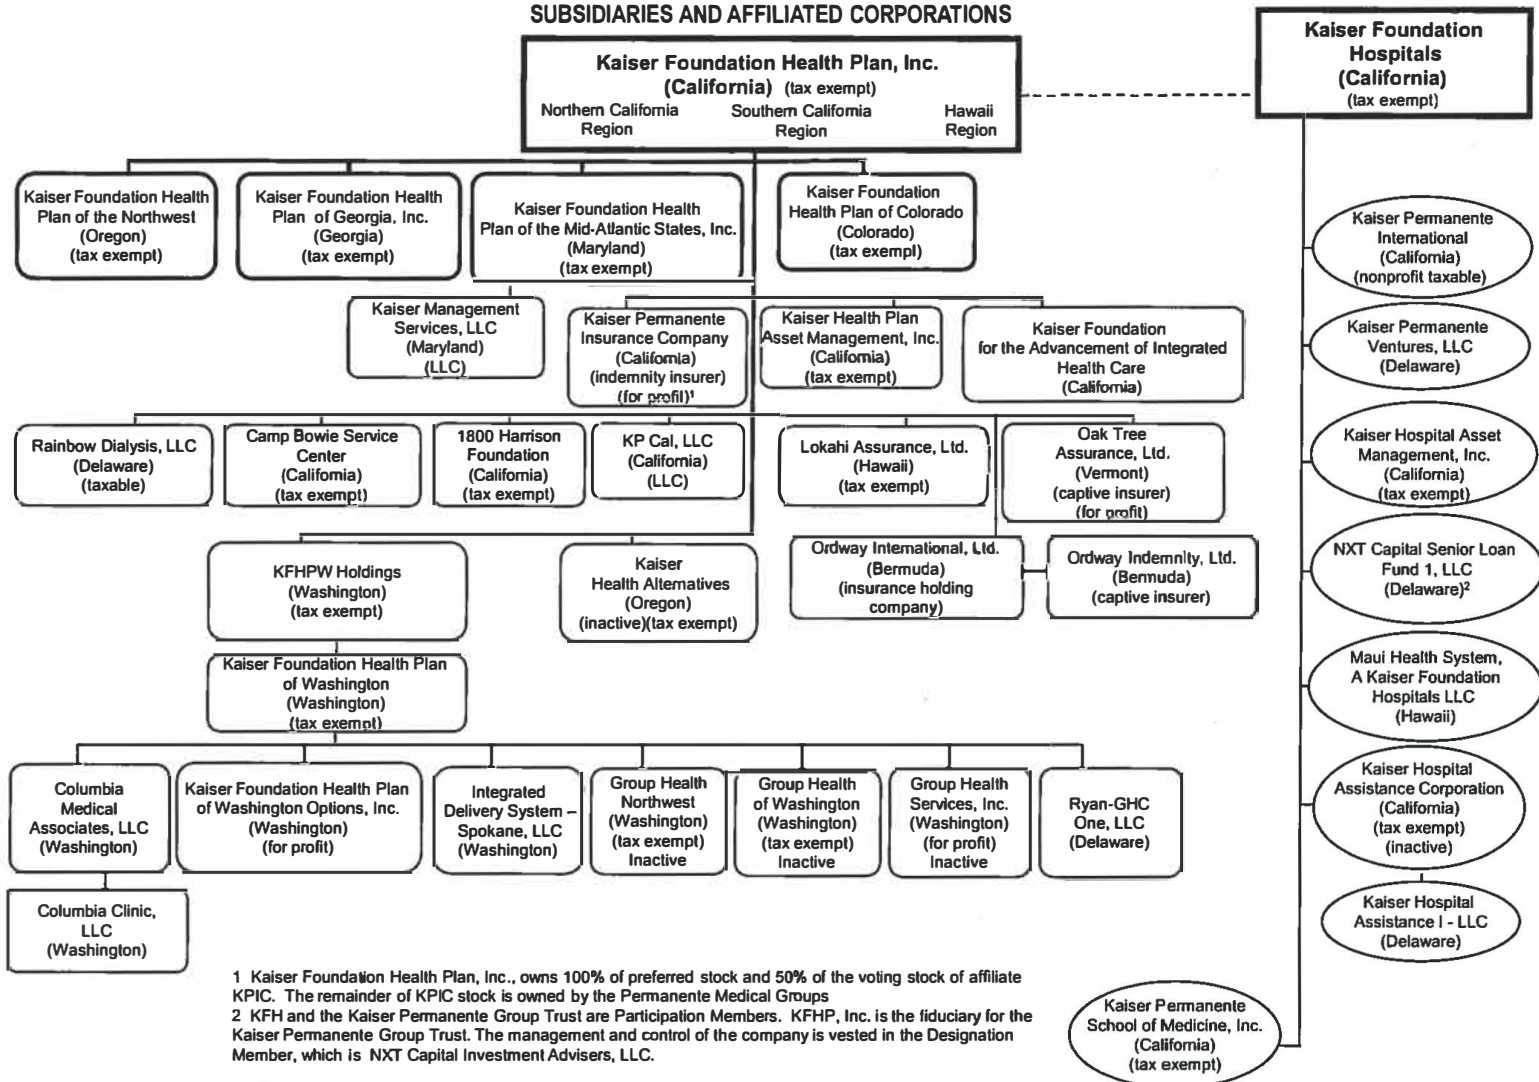 SUBSIDIARIES AND AFFILIATED CORPORATIONS
Kaiser Foundation Health Plan, Inc.
(California) (tax exempt)
Northern California
Region
Southern California
Region
Hawaii
Region
Kaiser Foundation
Hospitals
(California)
(tax exempt)
Kaiser Foundation Health
Plan of the Northwest
(Oregon)
(tax exempt)
Kaiser Foundation Health
Plan of Georgia, Inc.
(Georgia)
(tax exempt)
Kaiser Foundation Health
Plan of the Mid-Atlantic States, Inc.
(Maryland)
(tax exempt)
Kaiser Foundation
Health Plan of Colorado
(Colorado)
(tax exempt)
Kaiser Management
Services, LLC
(Maryland)
(LLC)
Kaiser Permanente
Insurance Company
(California)
(indemnity insurer)
(for profit)¹
Kaiser Health Plan
Asset Management, Inc.
(California)
(tax exempt)
Kaiser Foundation
for the Advancement of Integrated
Health Care
(California)
Rainbow Dialysis, LLC
(Delaware)
(taxable)
Camp Bowie Service
Center
(California)
(tax exempt)
1800 Harrison
Foundation
(California)
(tax exempt)
KP Cal, LLC
(California)
(LLC)
Lokahi Assurance, Ltd.
(Hawaii)
(tax exempt)
Oak Tree
Assurance, Ltd.
(Vermont)
(captive insurer)
(for profit)
KFHPW Holdings
(Washington)
(tax exempt)
Kaiser
Health Alternatives
(Oregon)
(inactive)(tax exempt)
Ordway International, Ltd.
(Bermuda)
(insurance holding
company)
Ordway Indemnity, Ltd.
(Bermuda)
(captive insurer)
Kaiser Foundation Health Plan
of Washington
(Washington)
(tax exempt)
Columbia
Medical
Associates, LLC
(Washington)
Kaiser Foundation Health Plan
of Washington Options, Inc.
(Washington)
(for profit)
Integrated
Delivery System –
Spokane, LLC
(Washington)
Group Health
Northwest
(Washington)
(tax exempt)
Inactive
Group Health
of Washington
(Washington)
(tax exempt)
Inactive
Group Health
Services, Inc.
(Washington)
(for profit)
Inactive
Ryan-GHC
One, LLC
(Delaware)
Columbia Clinic,
LLC
(Washington)
Kaiser Permanente
International
(California)
(nonprofit taxable)
Kaiser Permanente
Ventures, LLC
(Delaware)
Kaiser Hospital Asset
Management, Inc.
(California)
(tax exempt)
NXT Capital Senior Loan
Fund 1, LLC
(Delaware)²
Maui Health System,
A Kaiser Foundation
Hospitals LLC
(Hawaii)
Kaiser Hospital
Assistance Corporation
(California)
(tax exempt)
(inactive)
Kaiser Hospital
Assistance I - LLC
(Delaware)
Kaiser Permanente
School of Medicine, Inc.
(California)
(tax exempt)
1 Kaiser Foundation Health Plan, Inc., owns 100% of preferred stock and 50% of the voting stock of affiliate
KPIC. The remainder of KPIC stock is owned by the Permanente Medical Groups
2 KFH and the Kaiser Permanente Group Trust are Participation Members. KFHP, Inc. is the fiduciary for the
Kaiser Permanente Group Trust. The management and control of the company is vested in the Designation
Member, which is NXT Capital Investment Advisers, LLC.